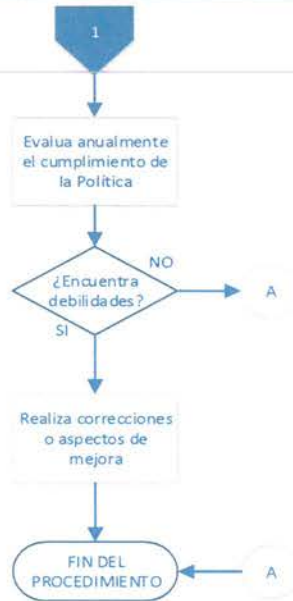 1
Evalua anualmente
el cumplimiento de
la Política
NO
¿Encuentra
debilidades?
A
SI
Realiza correcciones
o aspectos de
mejora
FIN DEL
PROCEDIMIENTO
A